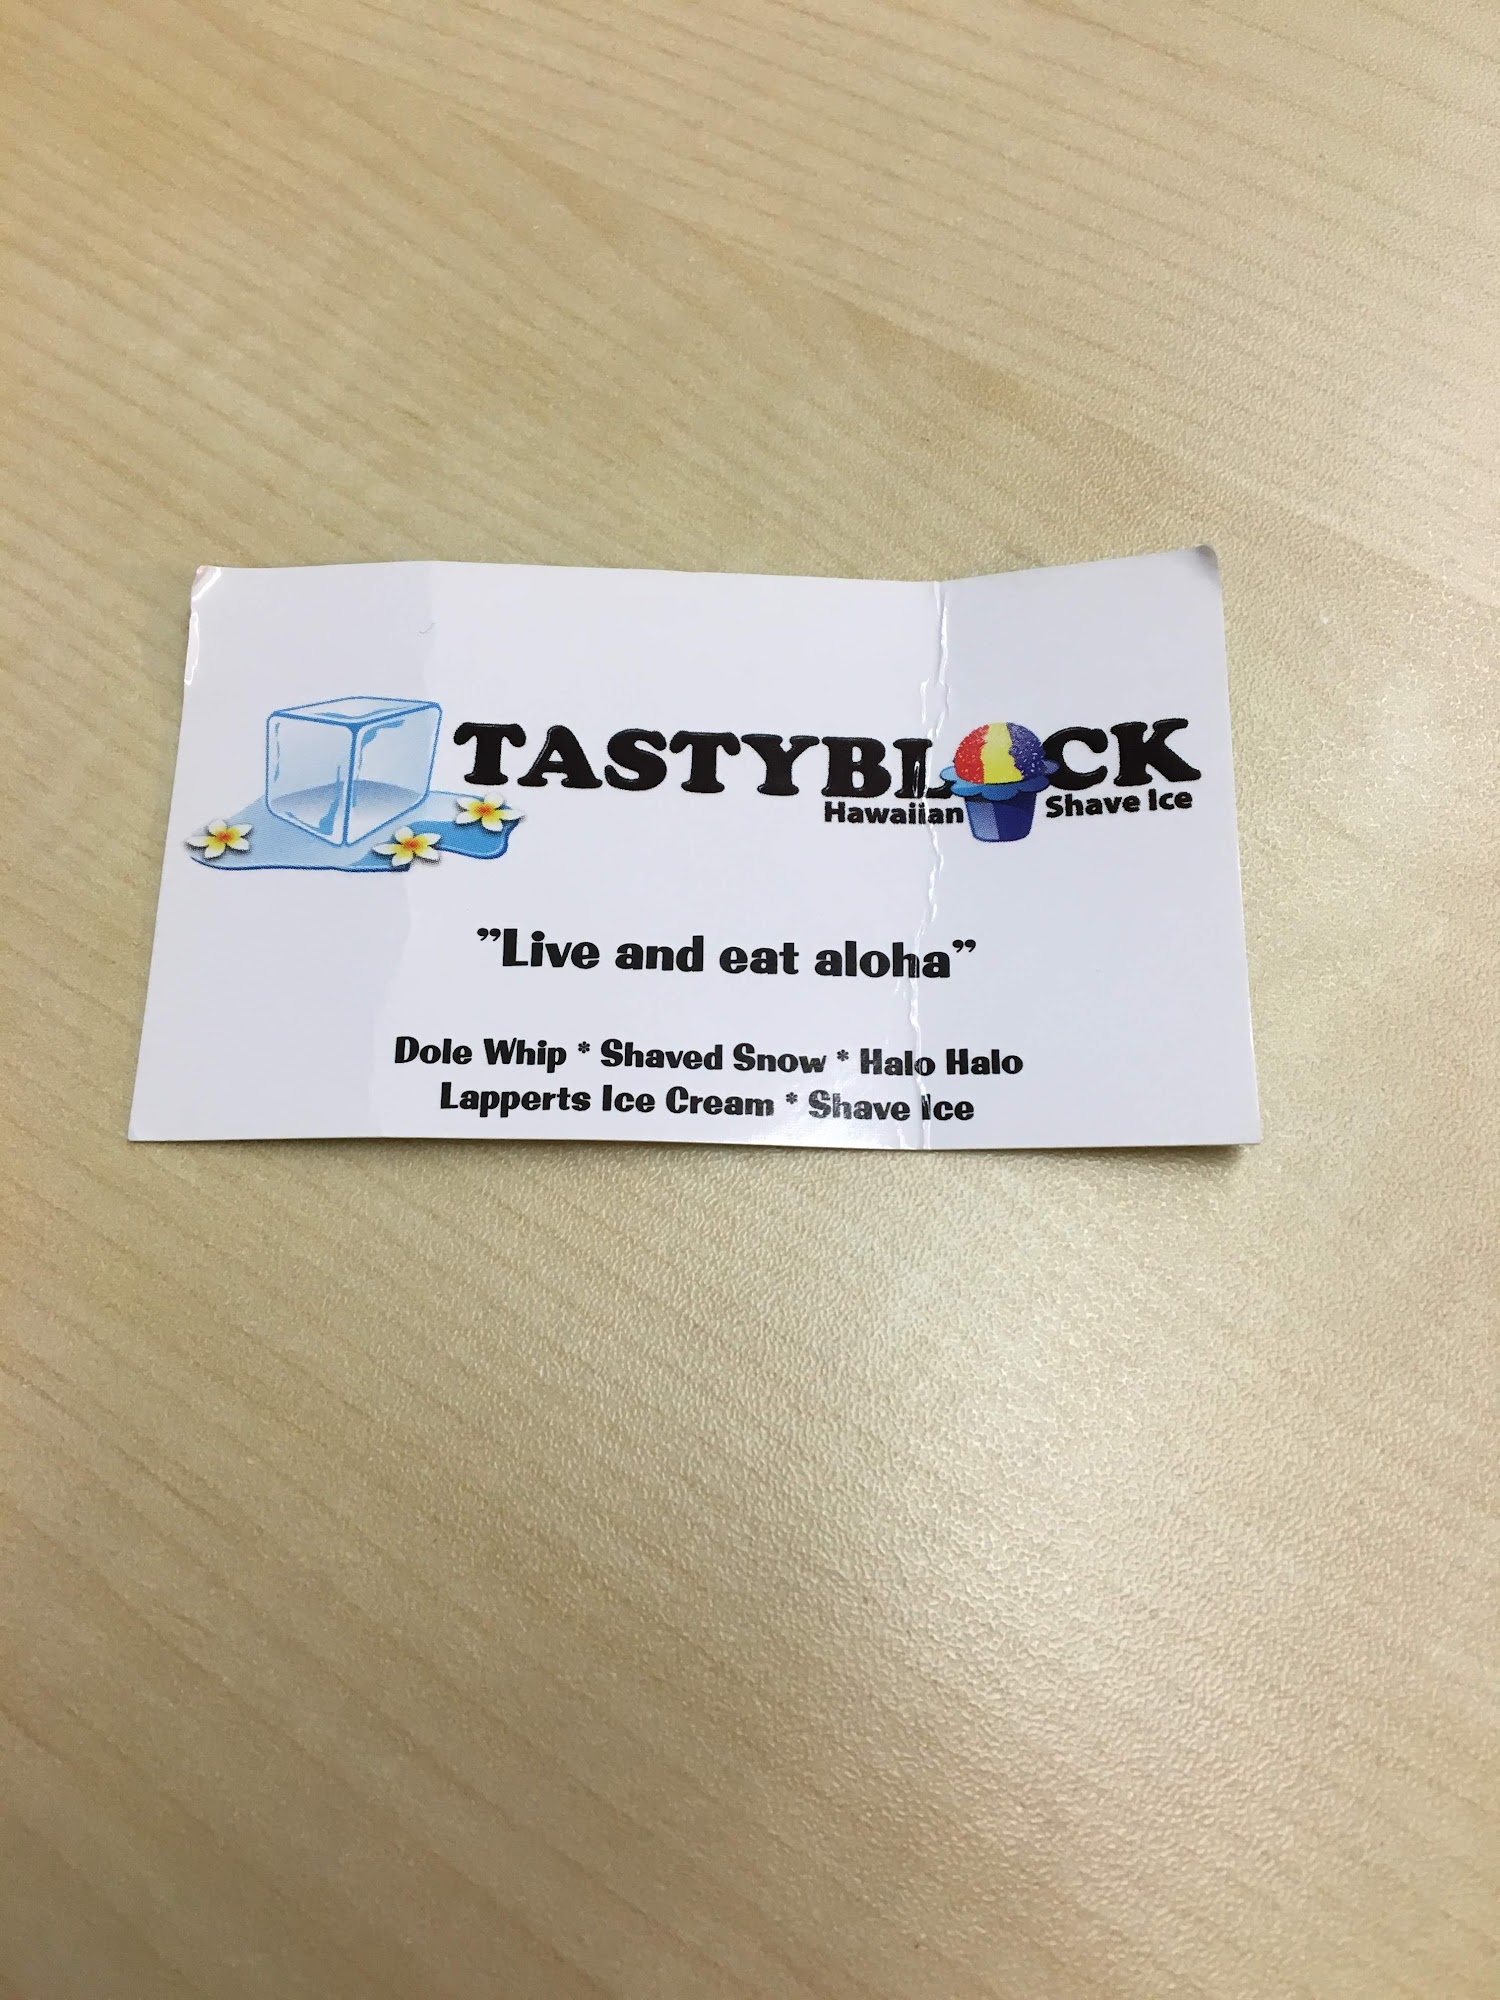 TASTYBLOCK
Hawaiian Shave Ice
”Live and eat aloha”
Dole Whip * Shaved Snow * Halo Halo
Lapperts Ice Cream * Shave Ice